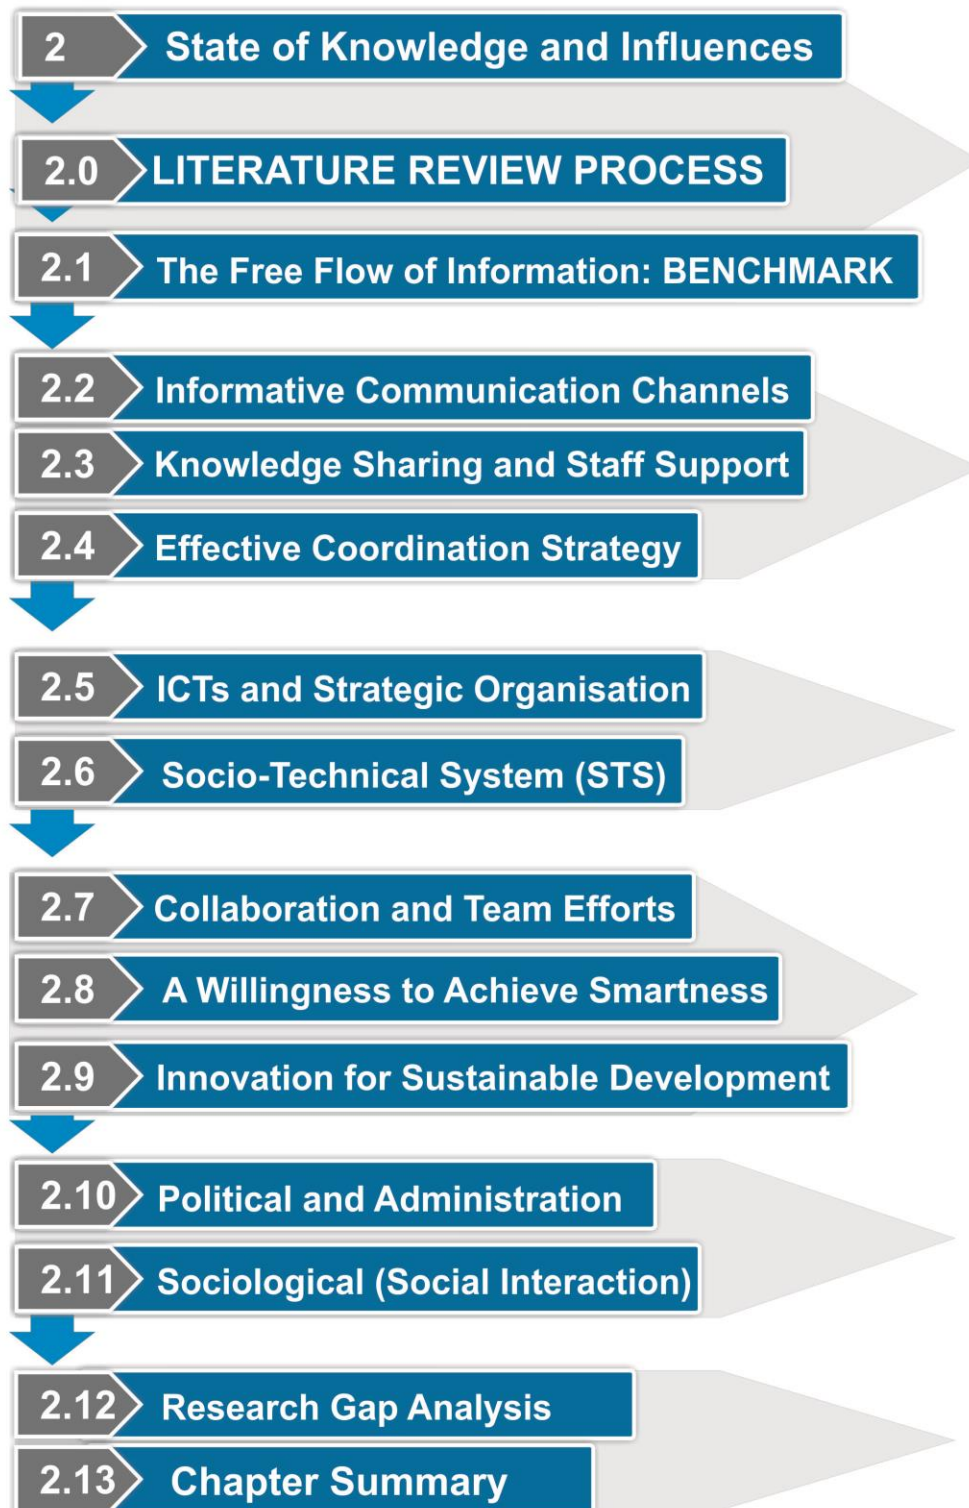 2 State of Knowledge and Influences
2.0 LITERATURE REVIEW PROCESS
2.1 The Free Flow of Information: BENCHMARK
2.2 Informative Communication Channels
2.3 Knowledge Sharing and Staff Support
2.4 Effective Coordination Strategy
2.5 ICTs and Strategic Organisation
2.6 Socio-Technical System (STS)
2.7 Collaboration and Team Efforts
2.8 A Willingness to Achieve Smartness
2.9 Innovation for Sustainable Development
2.10 Political and Administration
2.11 Sociological (Social Interaction)
2.12 Research Gap Analysis
2.13 Chapter Summary